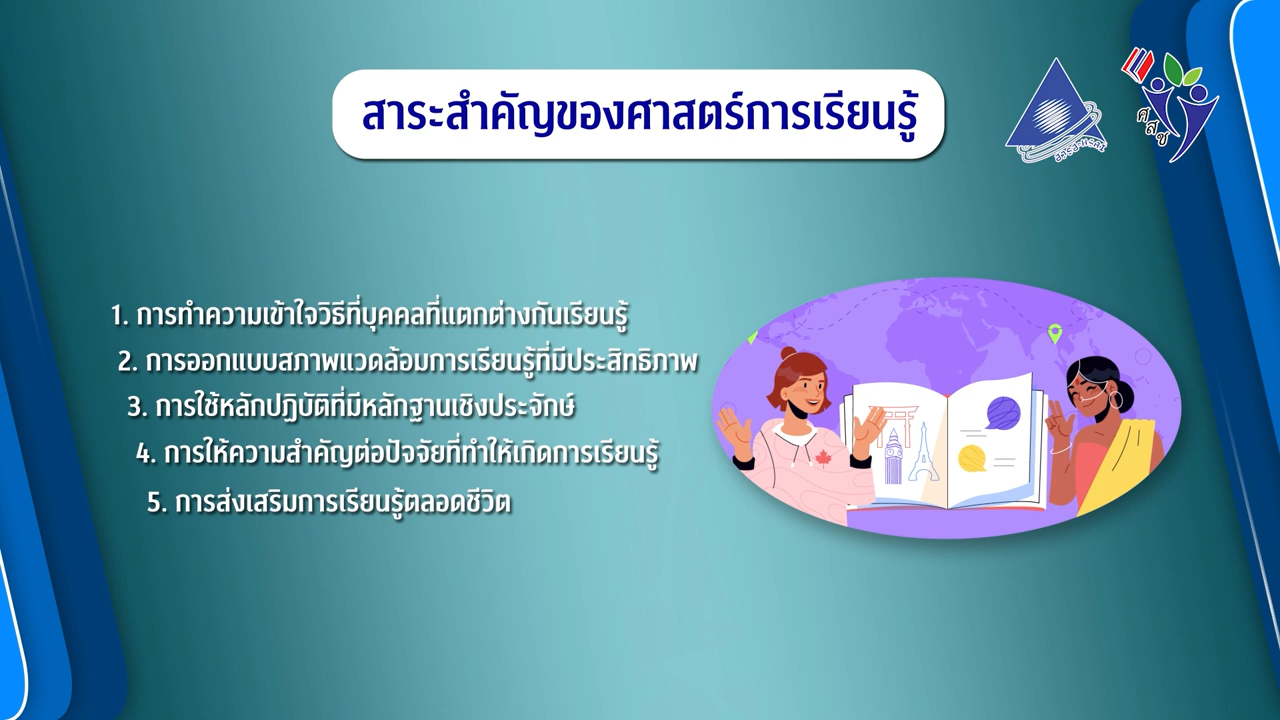 สาระสำคัญของศาสตร์การเรียนรู้
คสช
1. การทำความเข้าใจวิธีที่บุคคลที่แตกต่างกันเรียนรู้
2. การออกแบบสภาพแวดล้อมการเรียนรู้ที่มีประสิทธิภาพ
3. การใช้หลักปฏิบัติที่มีหลักฐานเชิงประจักษ์
4. การให้ความสำคัญต่อปัจจัยที่ทำให้เกิดการเรียนรู้
5. การส่งเสริมการเรียนรู้ตลอดชีวิต